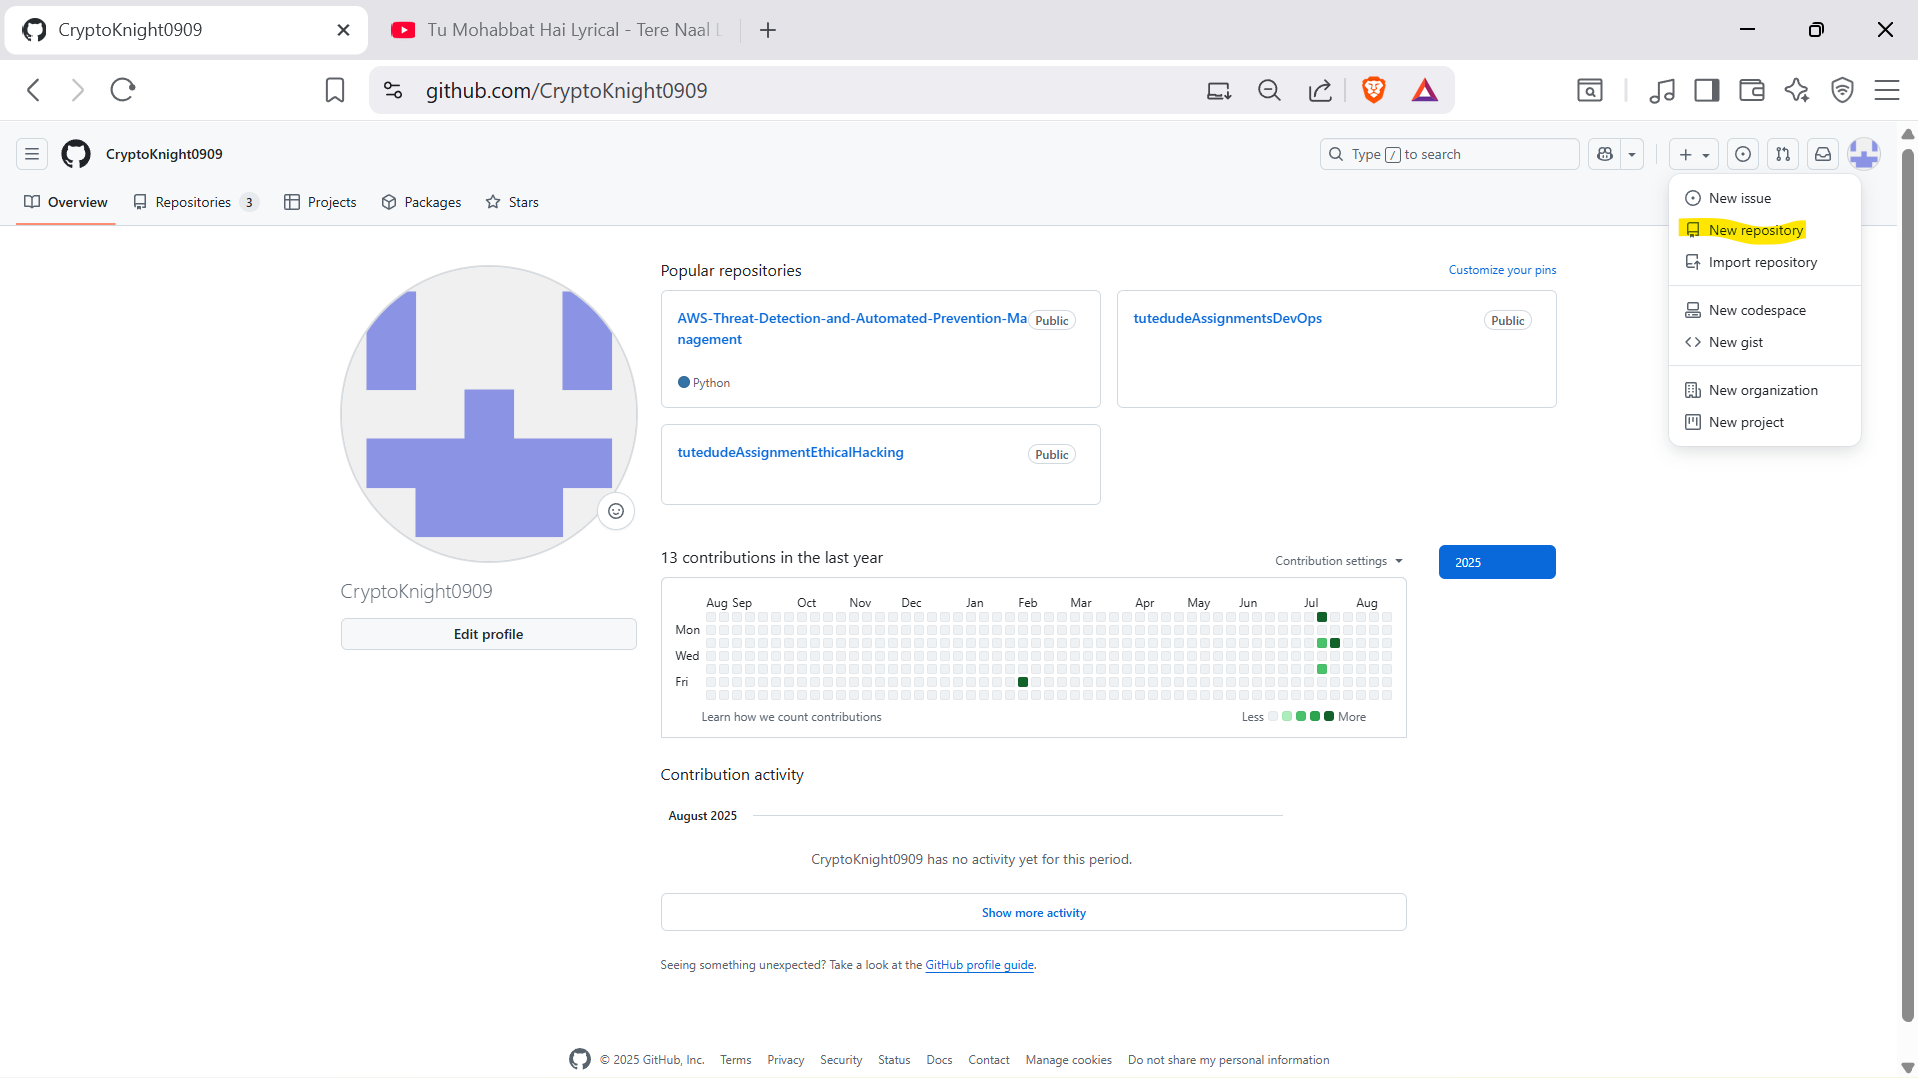 CryptoKnight0909
Tu Mohabbat Hai Lyrical - Tere Naal L
github.com/CryptoKnight0909
CryptoKnight0909
Type / to search
Overview
Repositories 3
Projects
Packages
Stars
New issue
New repository
Import repository
New codespace
New gist
New organization
New project
CryptoKnight0909
Edit profile
Popular repositories
Customize your pins
AWS-Threat-Detection-and-Automated-Prevention-Ma
nagement
Public
Python
tutedudeAssignmentsDevOps
Public
tutedudeAssignmentEthicalHacking
Public
13 contributions in the last year
Contribution settings
2025
Aug Sep Oct Nov Dec Jan Feb Mar Apr May Jun Jul Aug
Mon
Wed
Fri
Learn how we count contributions
Less More
Contribution activity
August 2025
CryptoKnight0909 has no activity yet for this period.
Show more activity
Seeing something unexpected? Take a look at the GitHub profile guide.
© 2025 GitHub, Inc. Terms Privacy Security Status Docs Contact Manage cookies Do not share my personal information